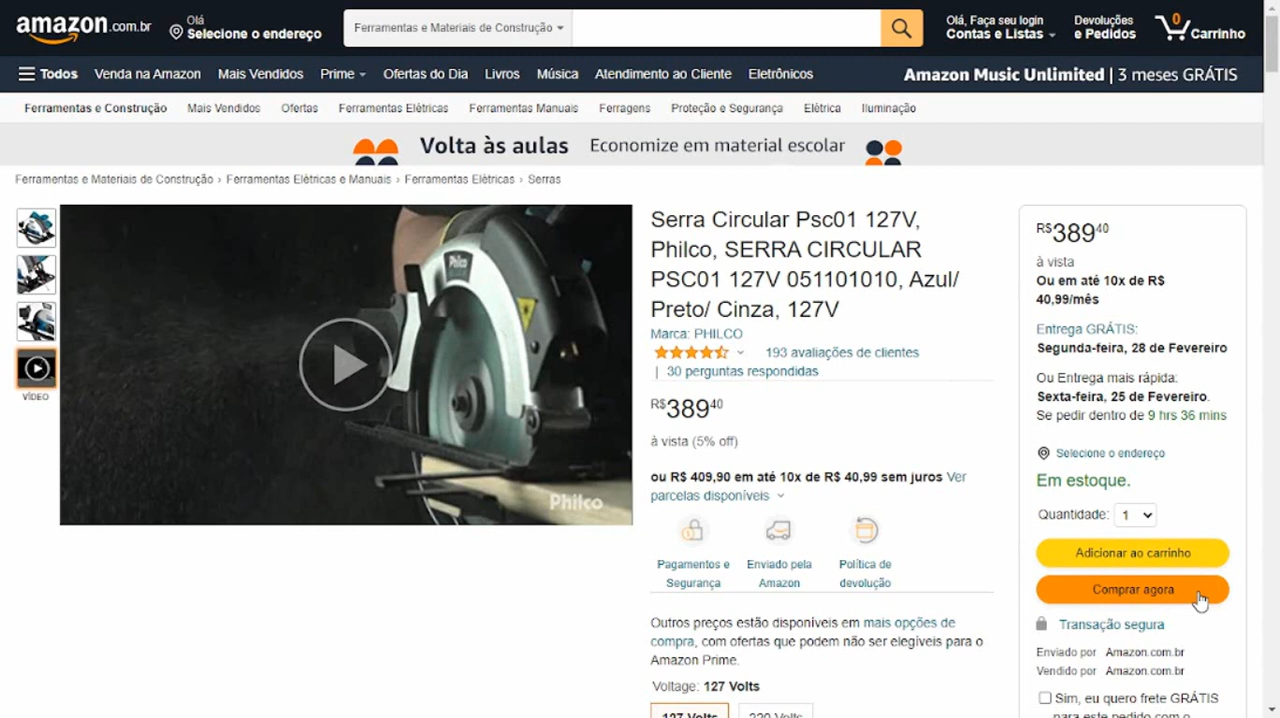 amazon.com.br
Olá
Selecione o endereço
Ferramentas e Materiais de Construção
Olá, Faça seu login
Contas e Listas
Devoluções
e Pedidos
0
Carrinho
Todos
Venda na Amazon
Mais Vendidos
Prime
Ofertas do Dia
Livros
Música
Atendimento ao Cliente
Eletrônicos
Amazon Music Unlimited | 3 meses GRÁTIS
Ferramentas e Construção
Mais Vendidos
Ofertas
Ferramentas Elétricas
Ferramentas Manuais
Ferragens
Proteção e Segurança
Elétrica
Iluminação
Volta às aulas
Economize em material escolar
Ferramentas e Materiais de Construção › Ferramentas Elétricas e Manuais › Ferramentas Elétricas › Serras
VÍDEO
Philco
Philco
Serra Circular Psc01 127V,
Philco, SERRA CIRCULAR
PSC01 127V 051101010, Azul/
Preto/ Cinza, 127V
Marca: PHILCO
193 avaliações de clientes
| 30 perguntas respondidas
R$38940
à vista (5% off)
ou R$ 409,90 em até 10x de R$ 40,99 sem juros Ver
parcelas disponíveis
Pagamentos e
Segurança
Enviado pela
Amazon
Política de
devolução
Outros preços estão disponíveis em mais opções de
compra, com ofertas que podem não ser elegíveis para o
Amazon Prime.
Voltage: 127 Volts
127 Volts
220 Volts
R$38940
à vista
Ou em até 10x de R$
40,99/mês
Entrega GRÁTIS:
Segunda-feira, 28 de Fevereiro
Ou Entrega mais rápida:
Sexta-feira, 25 de Fevereiro.
Se pedir dentro de 9 hrs 36 mins
Selecione o endereço
Em estoque.
Quantidade: 1
Adicionar ao carrinho
Comprar agora
Transação segura
Enviado por Amazon.com.br
Vendido por Amazon.com.br
Sim, eu quero frete GRÁTIS
para este pedido com o